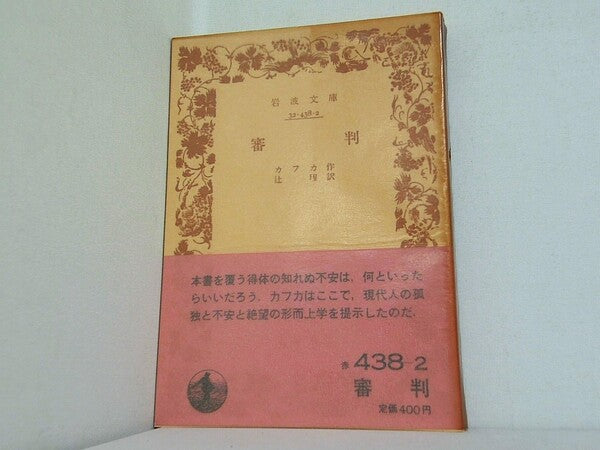 岩波文庫
32-438-2
審判
カフカ作
辻瑆訳
本書を覆う得体の知れぬ不安は，何といった
らいいだろう．カフカはここで，現代人の孤
独と不安と絶望の形而上学を提示したのだ．
赤 438-2
審判
定価400円